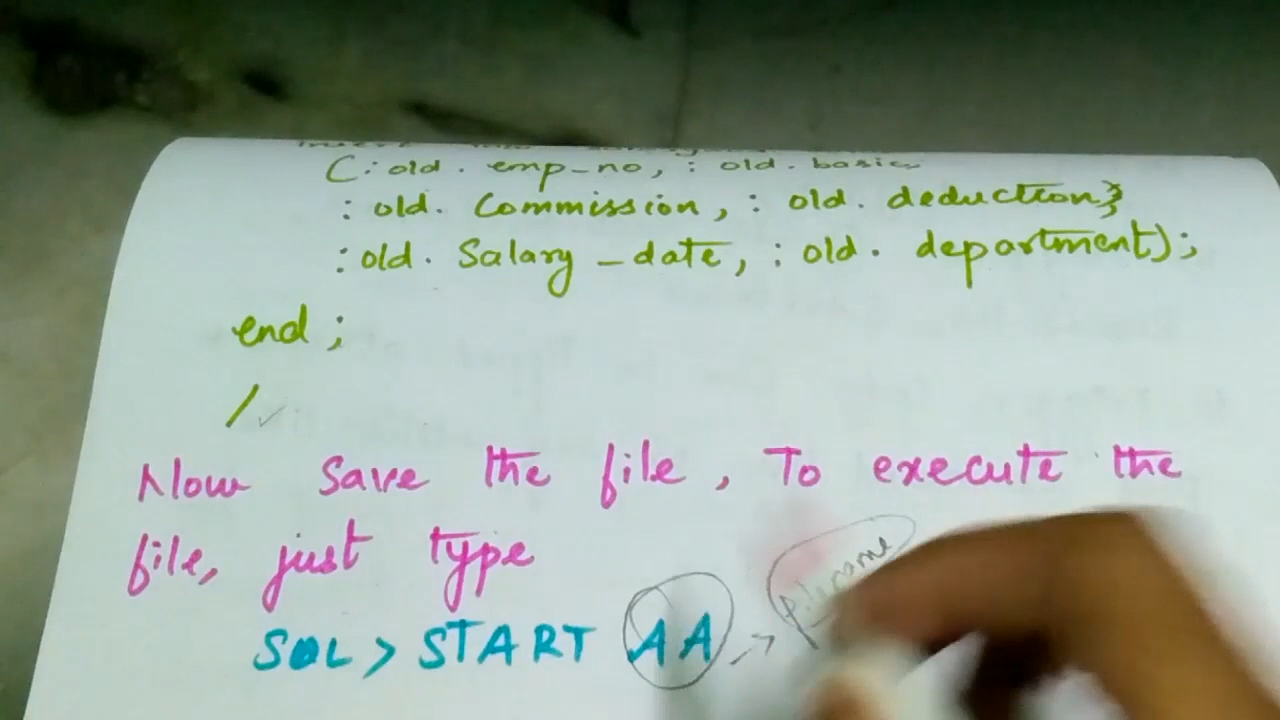 (:old. emp_no, : old. basic,
:old. Commission, : old. deduction,
:old. Salary_date, : old. department);
end;
/
Now save the file, To execute the
file, just type
SQL> START AA → filename